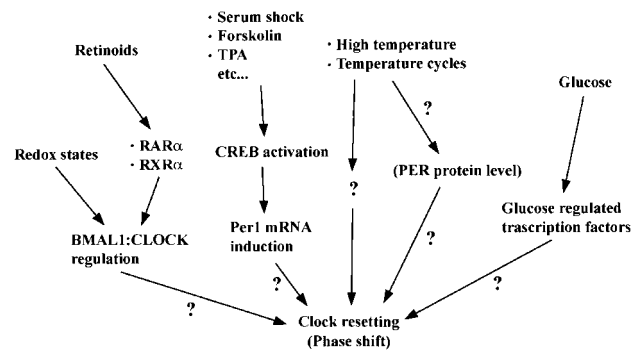 · Serum shock
· Forskolin
· TPA
etc...
· High temperature
· Temperature cycles
Retinoids
Glucose
?
· RARα
· RXRα
Redox states
CREB activation
?
(PER protein level)
Glucose regulated
trascription factors
Per1 mRNA
induction
BMAL1:CLOCK
regulation
?
?
?
?
Clock resetting
(Phase shift)